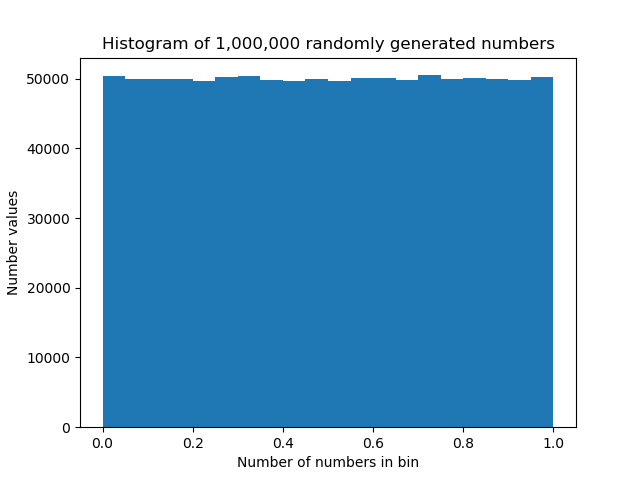 Histogram of 1,000,000 randomly generated numbers
50000
40000
30000
20000
10000
0
Number values
0.0 0.2 0.4 0.6 0.8 1.0
Number of numbers in bin